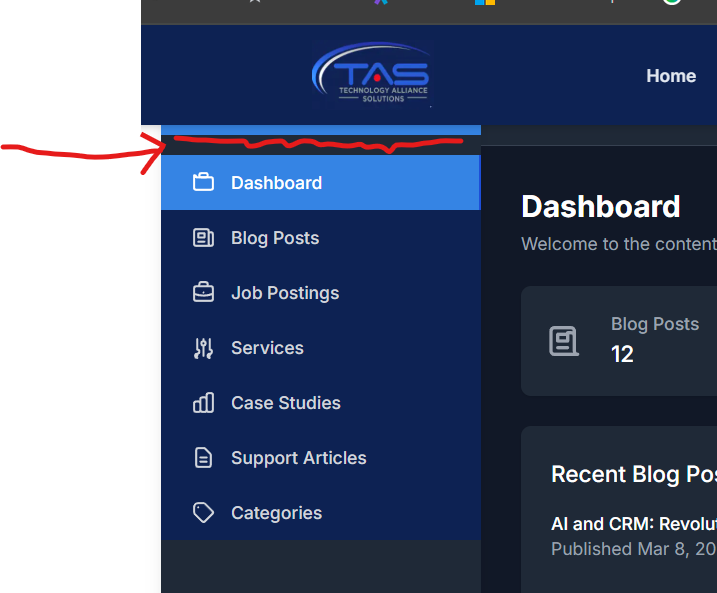 TAS
TECHNOLOGY ALLIANCE
SOLUTIONS
Home
Dashboard
Blog Posts
Job Postings
Services
Case Studies
Support Articles
Categories
Dashboard
Welcome to the content
Blog Posts
12
Recent Blog Pos
AI and CRM: Revolut
Published Mar 8, 20